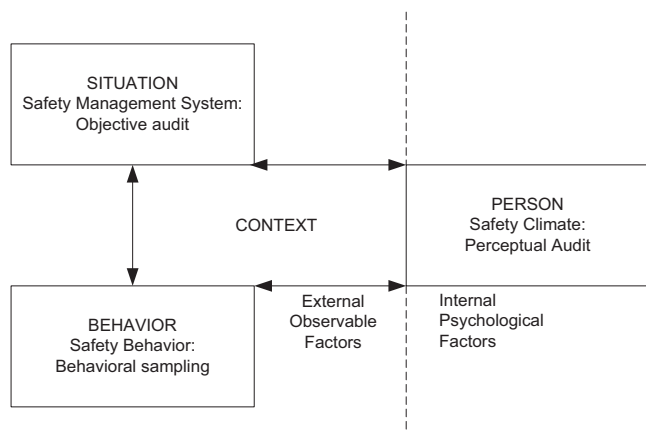 SITUATION
Safety Management System:
Objective audit
CONTEXT
PERSON
Safety Climate:
Perceptual Audit
BEHAVIOR
Safety Behavior:
Behavioral sampling
External
Observable
Factors
Internal
Psychological
Factors